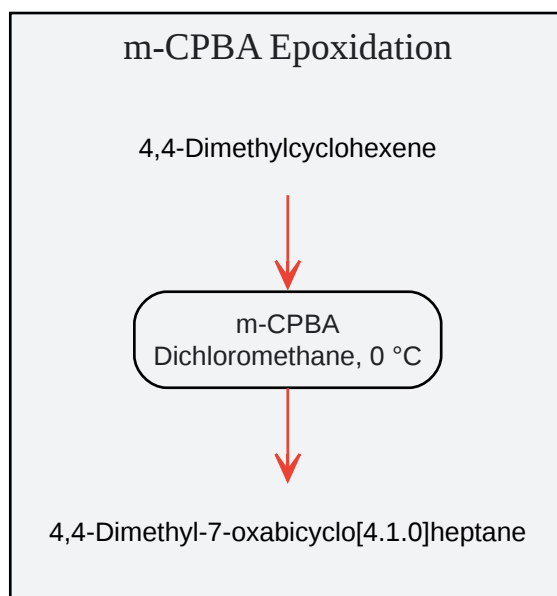 m-CPBA Epoxidation
4,4-Dimethylcyclohexene
m-CPBA
Dichloromethane, 0 °C
4,4-Dimethyl-7-oxabicyclo[4.1.0]heptane